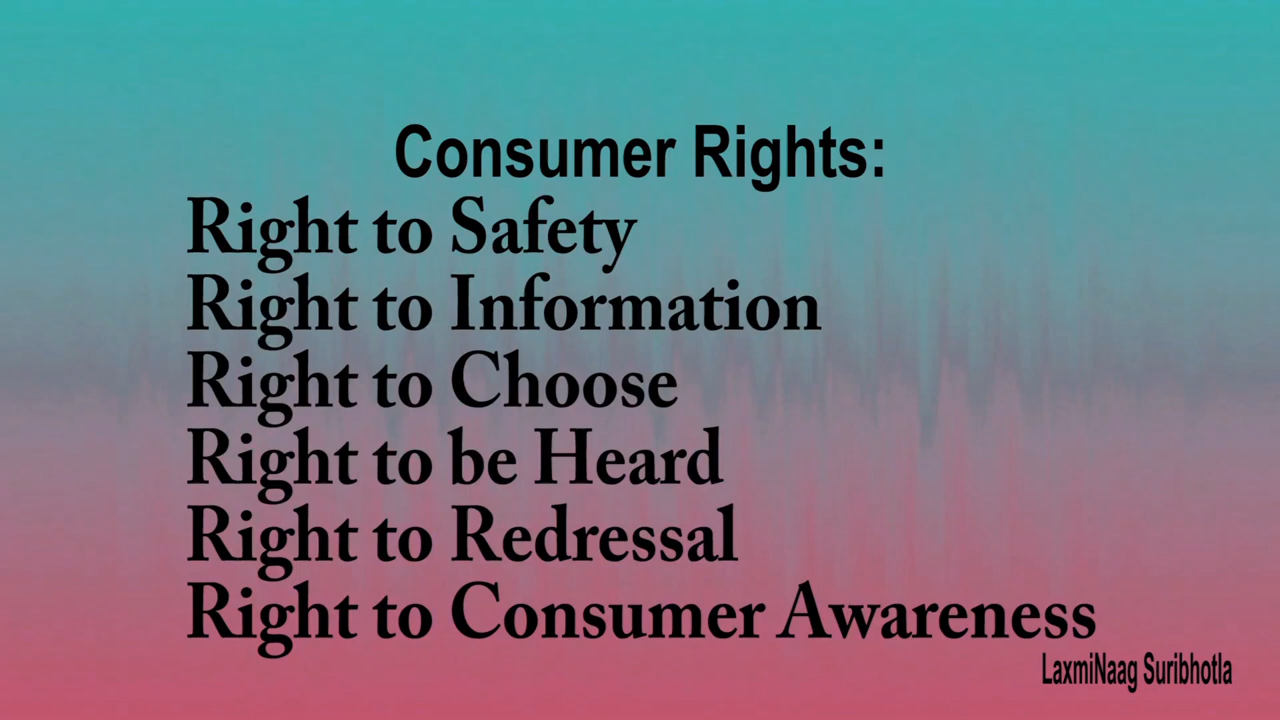 Consumer Rights:
Right to Safety
Right to Information
Right to Choose
Right to be Heard
Right to Redressal
Right to Consumer Awareness
LaxmiNaag Suribhotla